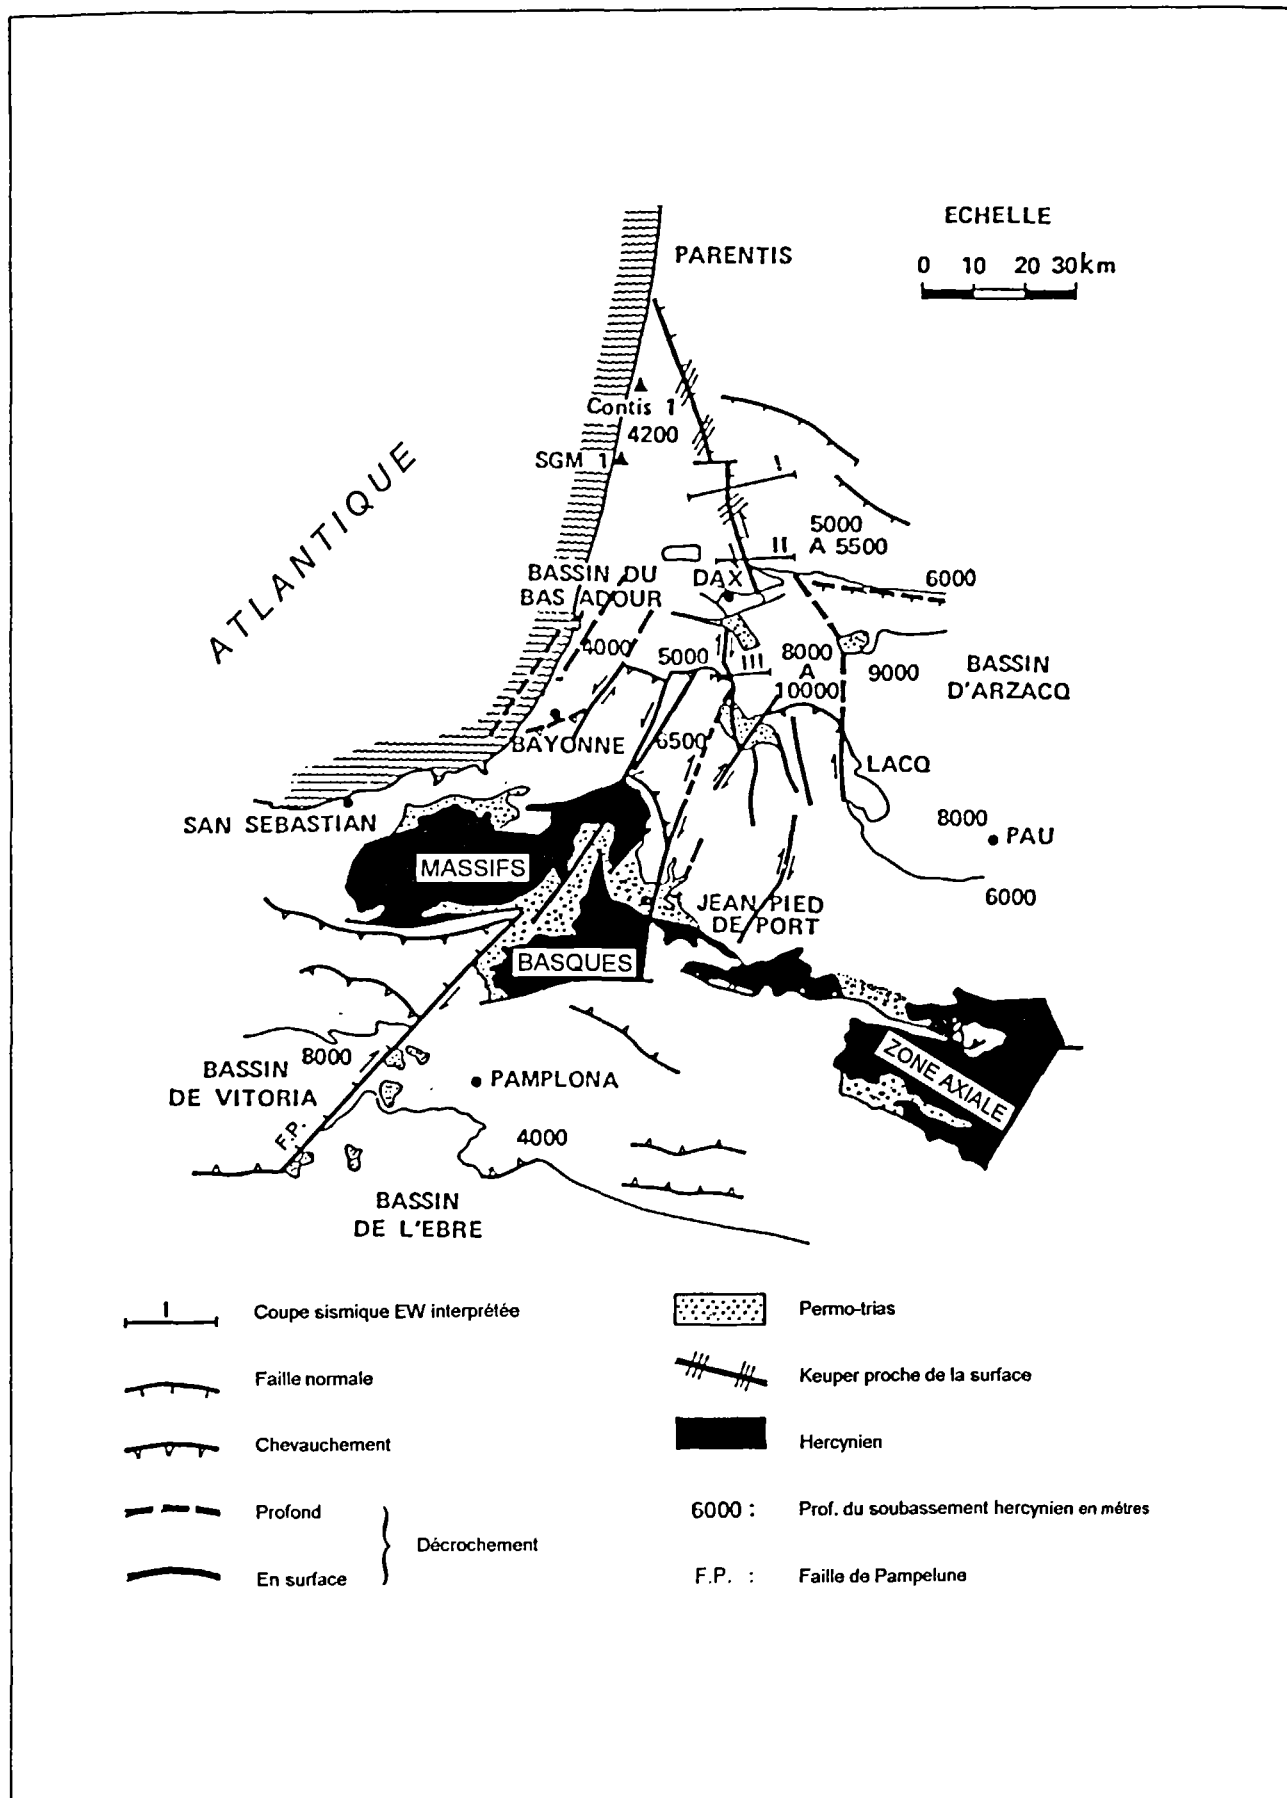 ECHELLE
0 10 20 30km
PARENTIS
Contis 1
4200
SGM 1
ATLANTIQUE
I
5000
A 5500
II
6000
BASSIN DU
BAS ADOUR
DAX
4000
5000
III
8000
A
10000
9000
BASSIN
D'ARZACQ
BAYONNE
6500
LACQ
SAN SEBASTIAN
8000
PAU
MASSIFS
6000
St JEAN PIED
DE PORT
BASQUES
ZONE AXIALE
8000
BASSIN
DE VITORIA
PAMPLONA
F.P.
4000
BASSIN
DE L'EBRE
1
Coupe sismique EW interprétée
Permo-trias
Faille normale
Keuper proche de la surface
Chevauchement
Hercynien
Profond
6000 : Prof. du soubassement hercynien en métres
Décrochement
En surface
F.P. : Faille de Pampelune